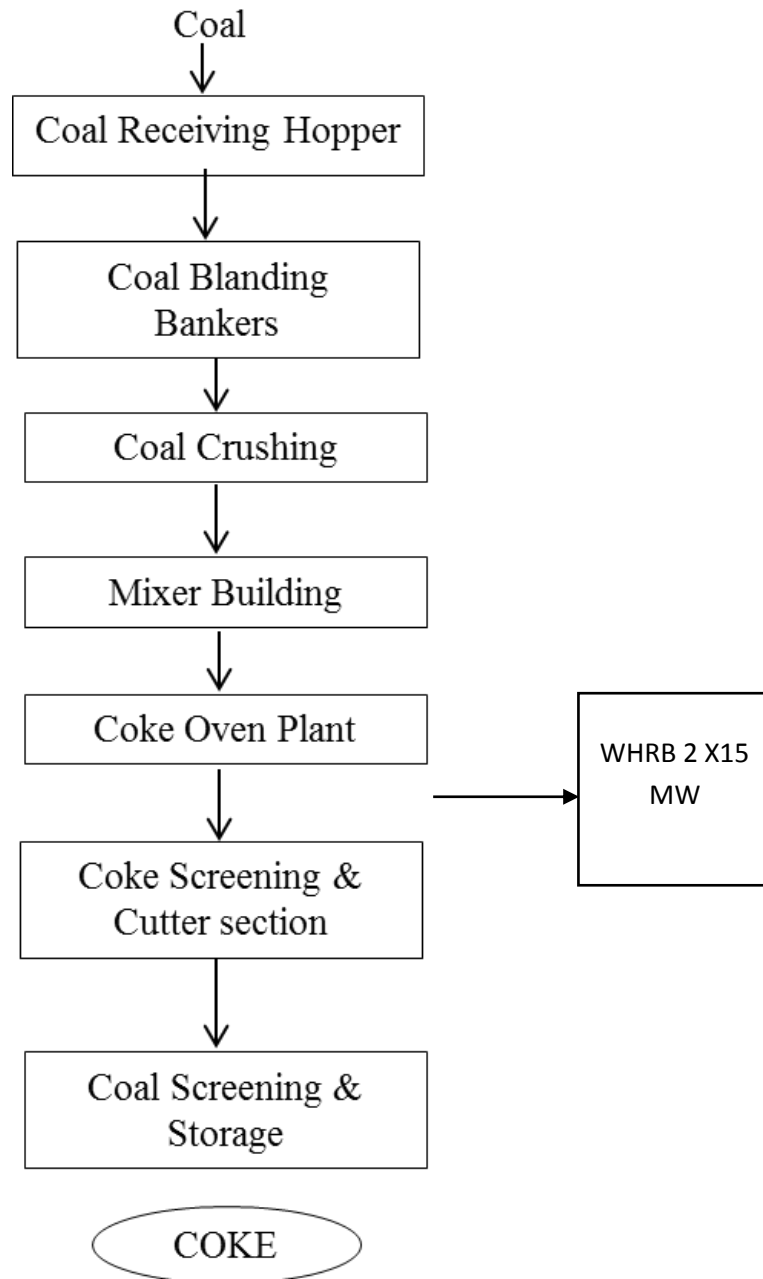 Coal
Coal Receiving Hopper
Coal Blanding
Bankers
Coal Crushing
Mixer Building
Coke Oven Plant
WHRB 2 X15
MW
Coke Screening &
Cutter section
Coal Screening &
Storage
COKE